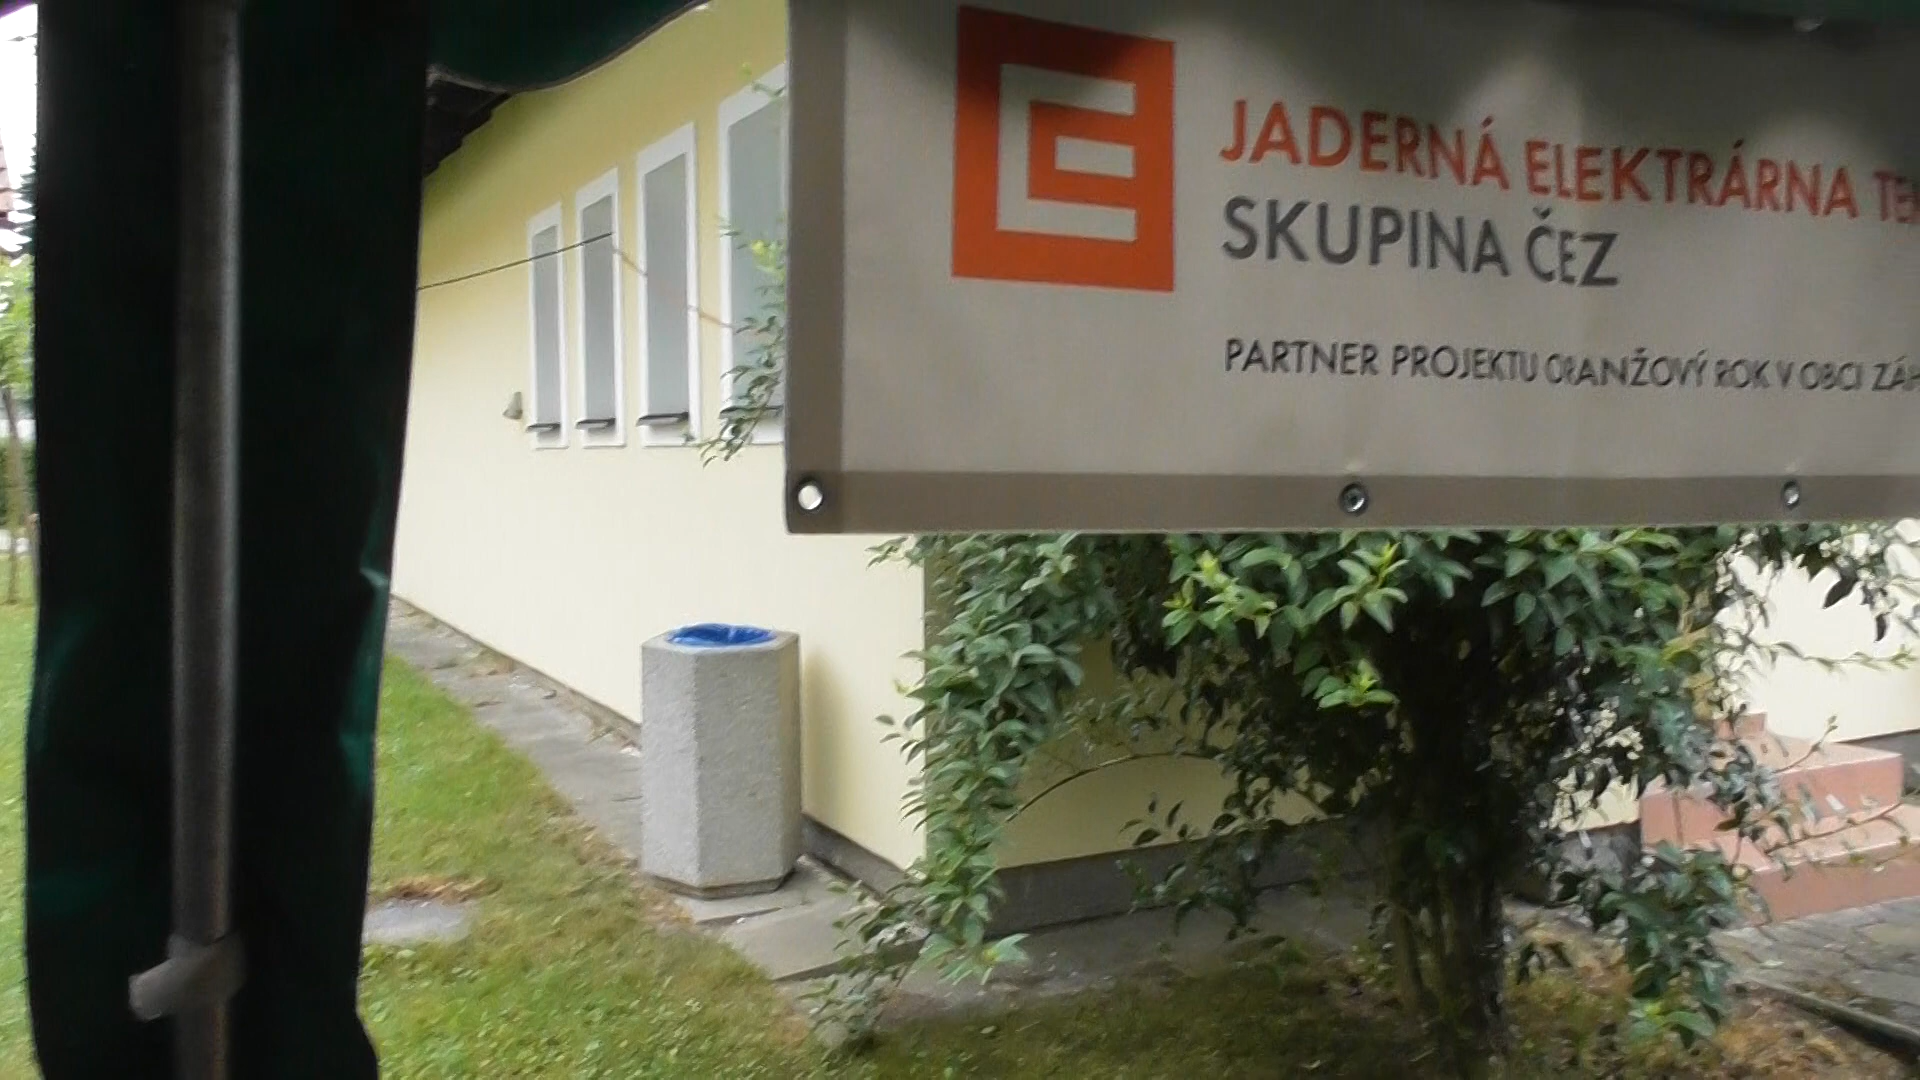 JADERNÁ ELEKTRÁRNA
SKUPINA ČEZ
PARTNER PROJEKTU ORANŽOVÝ ROK V OBCI